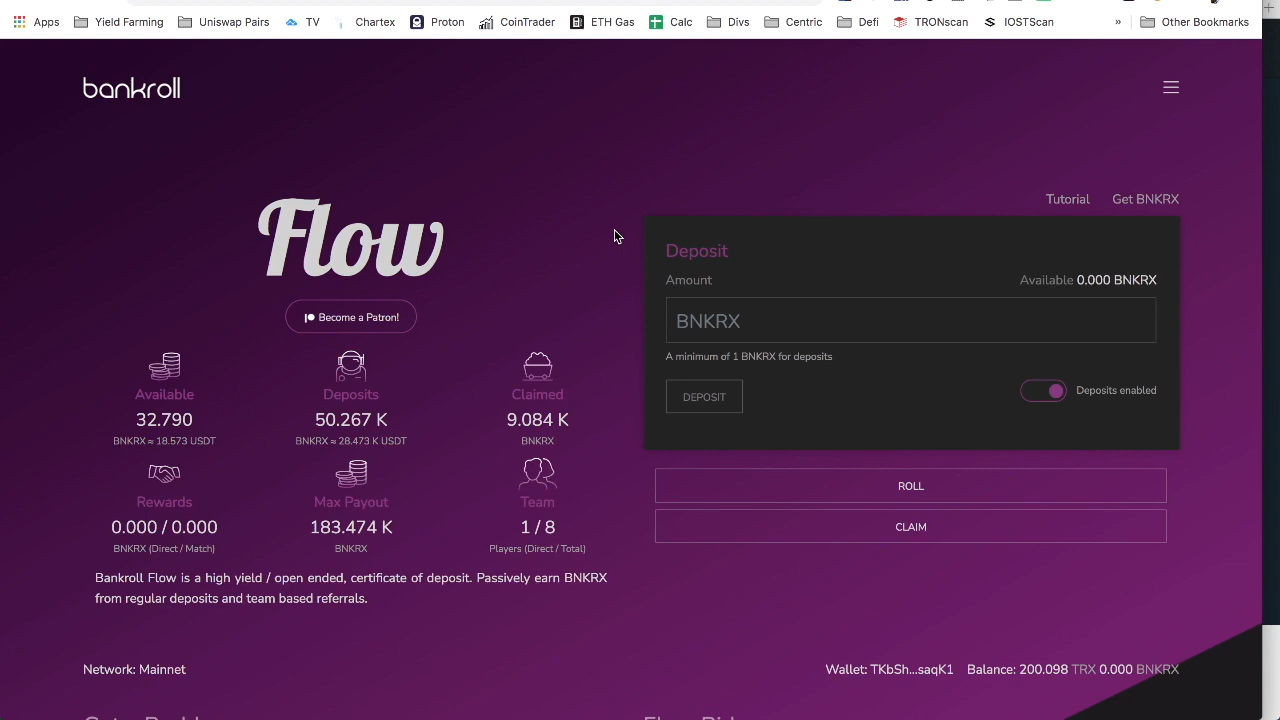 Apps Yield Farming Uniswap Pairs TV Chartex Proton CoinTrader ETH Gas Calc Divs Centric Defi TRONscan IOSTScan » Other Bookmarks
bankroll
Tutorial Get BNKRX
Flow
Become a Patron!
Available
32.790
BNKRX ≈ 18.573 USDT
Deposits
50.267 K
BNKRX ≈ 28.473 K USDT
Claimed
9.084 K
BNKRX
Rewards
0.000 / 0.000
BNKRX (Direct / Match)
Max Payout
183.474 K
BNKRX
Team
1 / 8
Players (Direct / Total)
Bankroll Flow is a high yield / open ended, certificate of deposit. Passively earn BNKRX
from regular deposits and team based referrals.
Deposit
Amount Available 0.000 BNKRX
BNKRX
A minimum of 1 BNKRX for deposits
DEPOSIT Deposits enabled
ROLL
CLAIM
Network: Mainnet Wallet: TKbSh...saqK1 Balance: 200.098 TRX 0.000 BNKRX